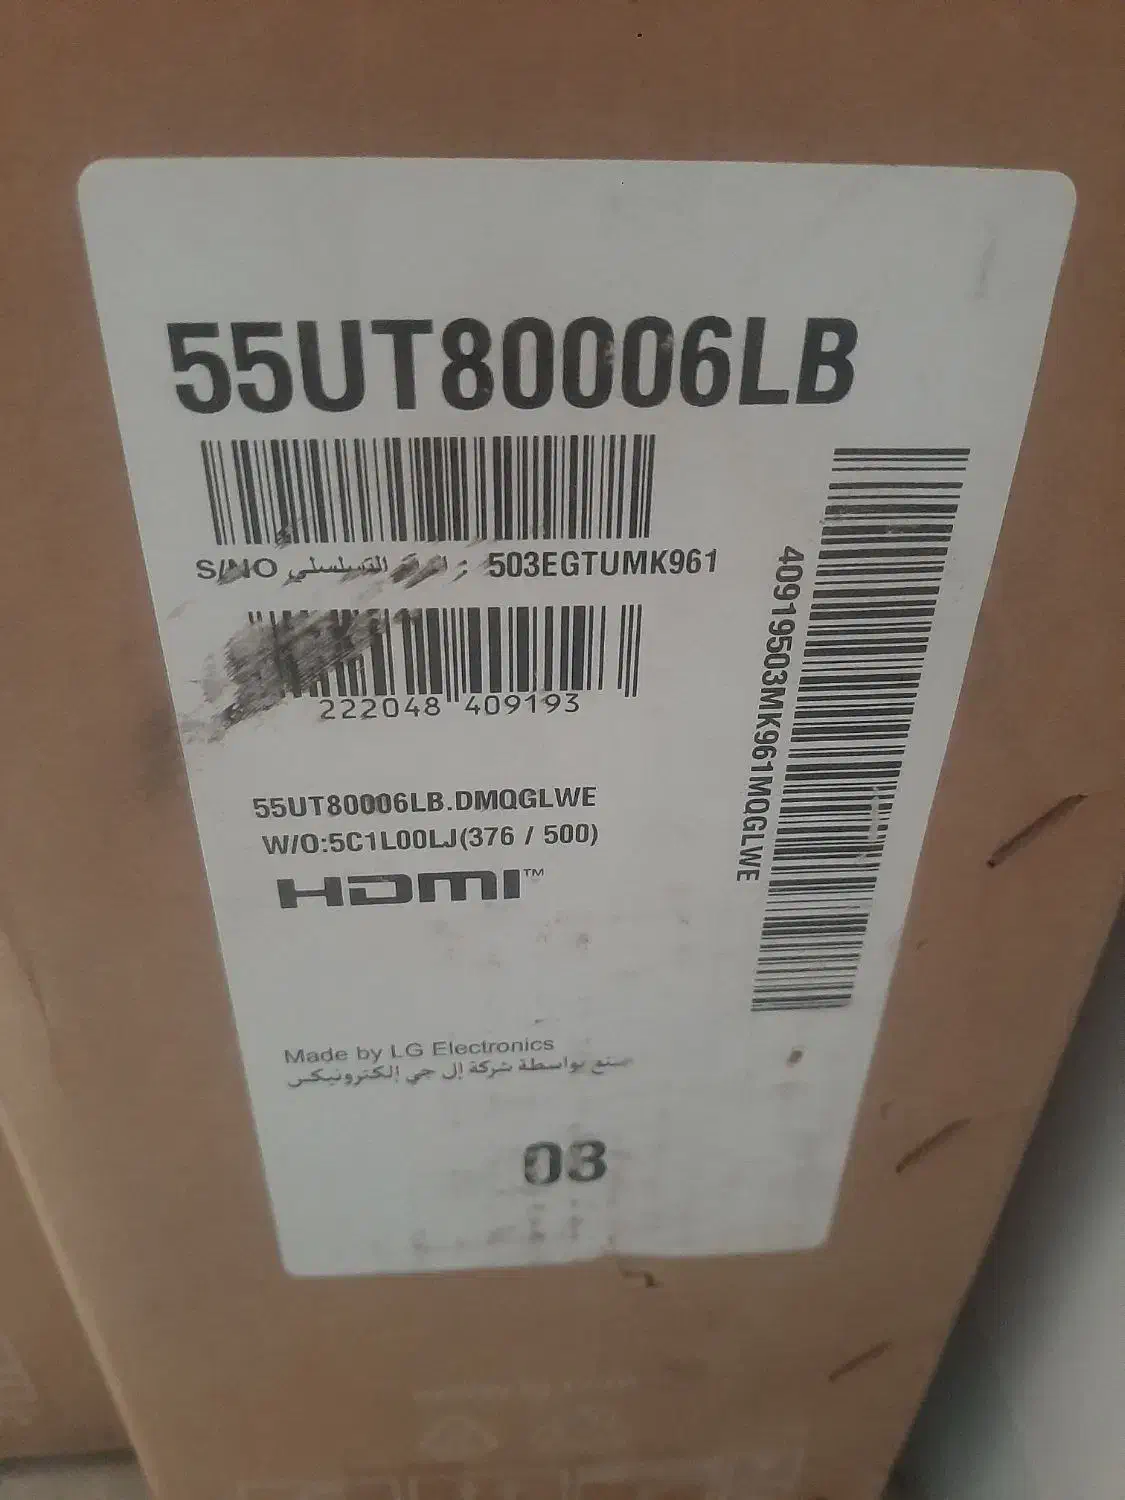 55UT80006LB
S/NO الرقم التسلسلي : 503EGTUMK961
222048 409193
40919503MK961MQGLWE
55UT80006LB.DMQGLWE
W/O:5C1L00LJ(376 / 500)
HDMI™
Made by LG Electronics
صنع بواسطة شركة إل جي إلكترونيكس
03